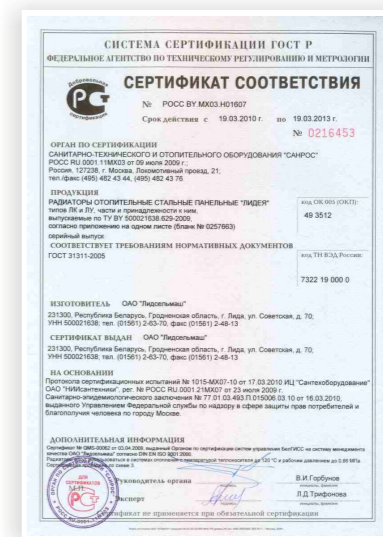 СИСТЕМА СЕРТИФИКАЦИИ ГОСТ Р
ФЕДЕРАЛЬНОЕ АГЕНТСТВО ПО ТЕХНИЧЕСКОМУ РЕГУЛИРОВАНИЮ И МЕТРОЛОГИИ
СЕРТИФИКАТ СООТВЕТСТВИЯ
№ РОСС BY.MX03.H01607
Срок действия с 19.03.2010 г. по 19.03.2013 г.
№ 0216453
ОРГАН ПО СЕРТИФИКАЦИИ
САНИТАРНО-ТЕХНИЧЕСКОГО И ОТОПИТЕЛЬНОГО ОБОРУДОВАНИЯ "САНРОС"
РОСС RU.0001.11MX03 от 09 июля 2009 г.;
Россия, 127238, г. Москва, Локомотивный проезд, 21;
тел./факс (495) 482 43 44, (495) 482 43 76
ПРОДУКЦИЯ
РАДИАТОРЫ ОТОПИТЕЛЬНЫЕ СТАЛЬНЫЕ ПАНЕЛЬНЫЕ "ЛИДЕЯ"
типов ЛК и ЛУ, части и принадлежности к ним,
выпускаемые по ТУ BY 500021638.629-2009,
согласно приложению на одном листе (бланк № 0257663)
серийный выпуск
код ОК 005 (ОКП):
49 3512
СООТВЕТСТВУЕТ ТРЕБОВАНИЯМ НОРМАТИВНЫХ ДОКУМЕНТОВ
ГОСТ 31311-2005
код ТН ВЭД России:
7322 19 000 0
ИЗГОТОВИТЕЛЬ ОАО "Лидсельмаш"
231300, Республика Беларусь, Гродненская область, г. Лида, ул. Советская, д. 70;
УНН 500021638; тел. (01561) 2-63-70, факс (01561) 2-48-13
СЕРТИФИКАТ ВЫДАН ОАО "Лидсельмаш"
231300, Республика Беларусь, Гродненская область, г. Лида, ул. Советская, д. 70;
УНН 500021638; тел. (01561) 2-63-70, факс (01561) 2-48-13
НА ОСНОВАНИИ
Протокола сертификационных испытаний № 1015-MX07-10 от 17.03.2010 ИЦ "Сантехоборудование"
ОАО "НИИсантехники", рег. № РОСС RU.0001.21MX07 от 23 июля 2009 г.
Санитарно-эпидемиологического заключения № 77.01.03.493.П.015006.03.10 от 16.03.2010,
выданного Управлением Федеральной службы по надзору в сфере защиты прав потребителей и
благополучия человека по городу Москве.
ДОПОЛНИТЕЛЬНАЯ ИНФОРМАЦИЯ
Руководитель органа
В.И.Горбунов
Эксперт
Л.Д.Трифонова
Сертификат не применяется при обязательной сертификации